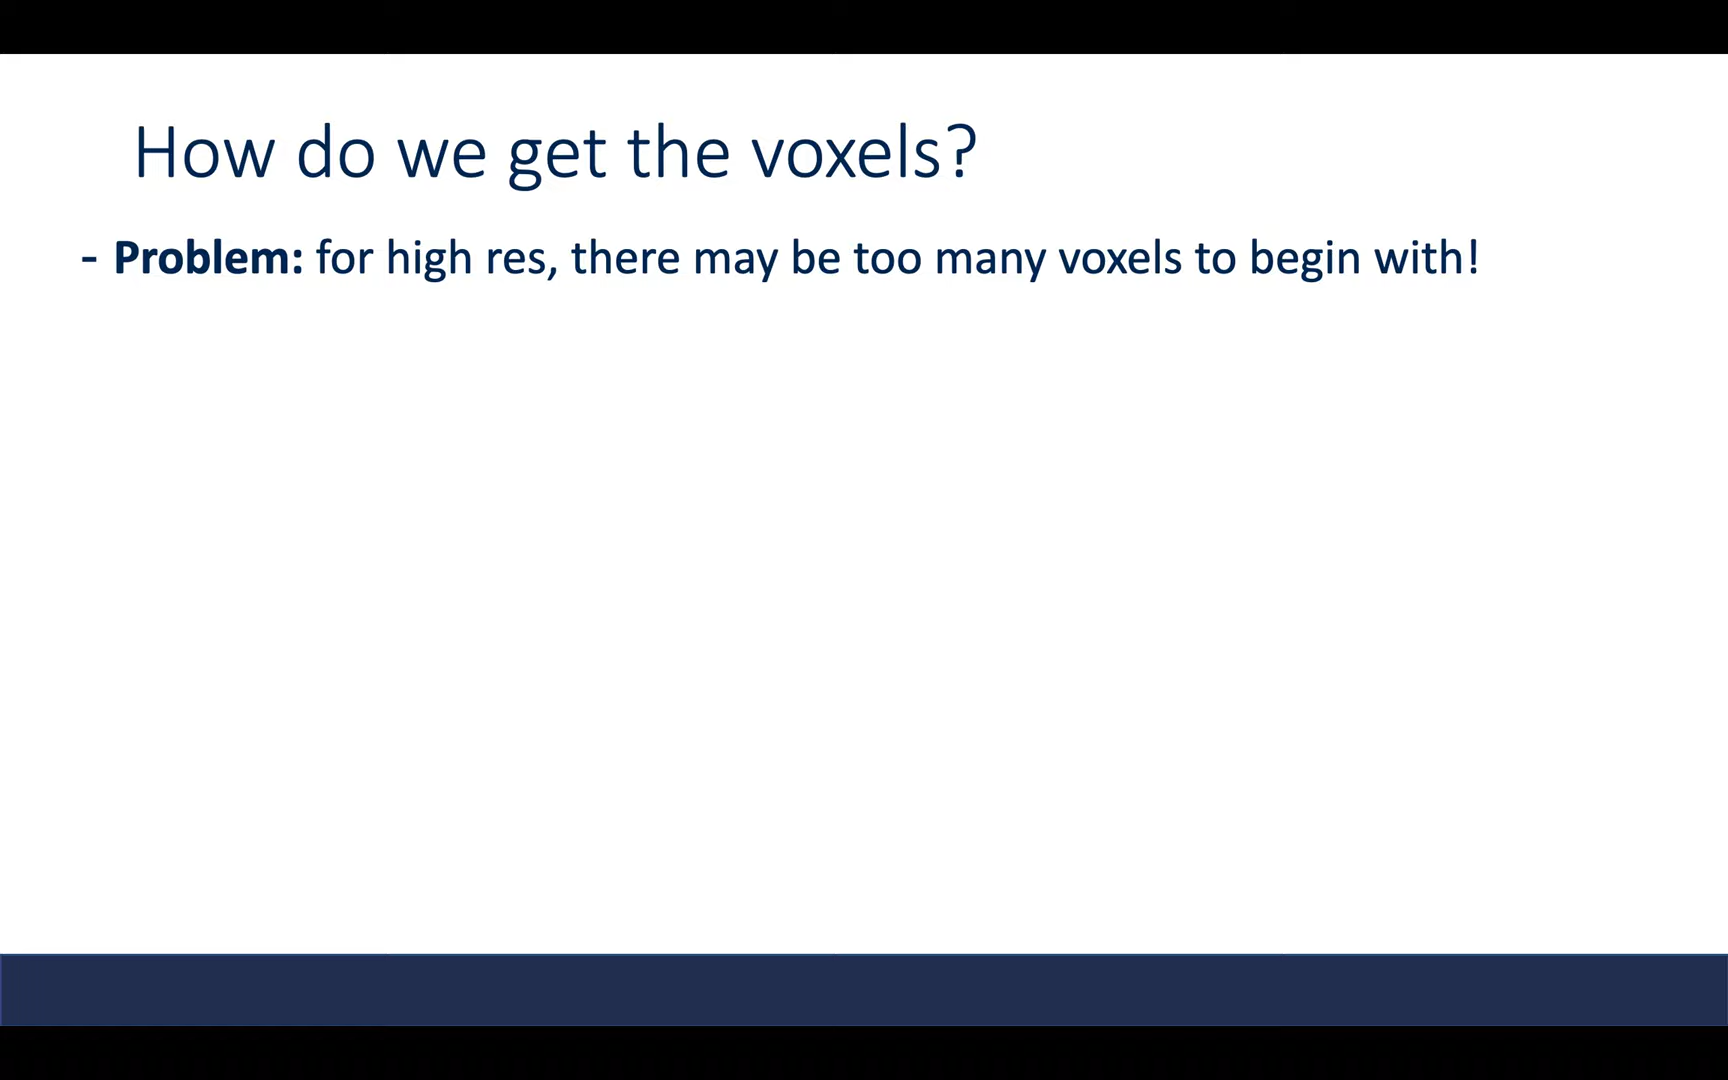 How do we get the voxels?
- Problem: for high res, there may be too many voxels to begin with!